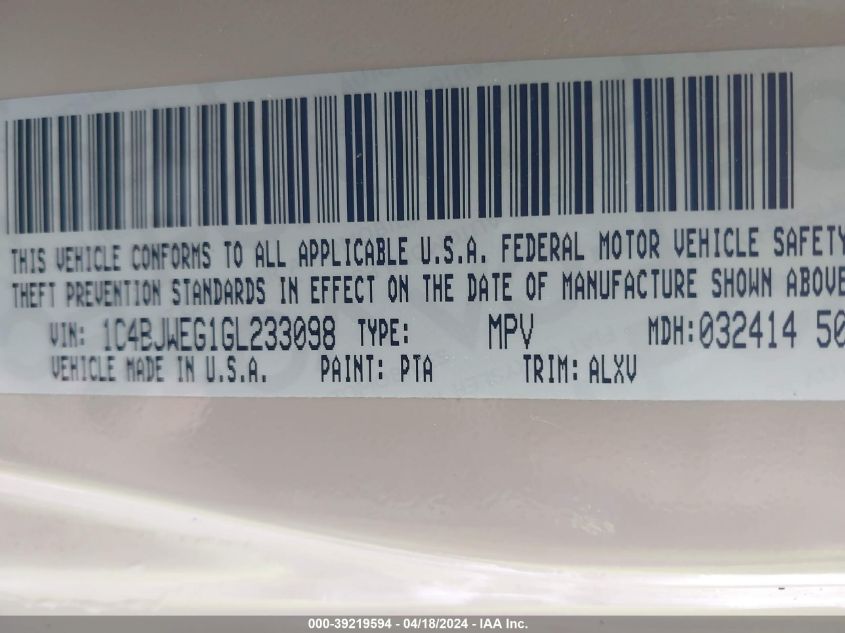 THIS VEHICLE CONFORMS TO ALL APPLICABLE U.S.A. FEDERAL MOTOR VEHICLE SAFETY
THEFT PREVENTION STANDARDS IN EFFECT ON THE DATE OF MANUFACTURE SHOWN ABOVE
VIN: 1C4BJWEG1GL233098 TYPE: MPV MDH:032414 50
VEHICLE MADE IN U.S.A. PAINT: PTA TRIM: ALXV
000-39219594 - 04/18/2024 - IAA Inc.